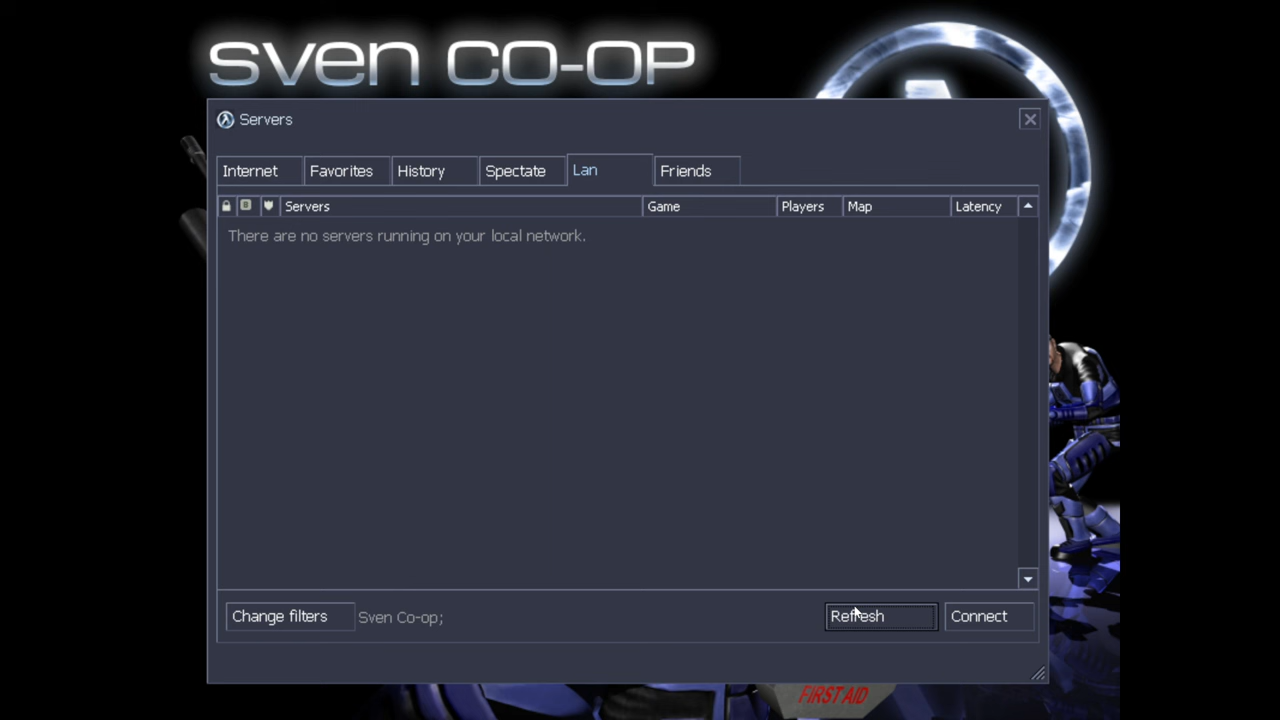 sven CO-OP
Servers
Internet Favorites History Spectate Lan Friends
Servers Game Players Map Latency
There are no servers running on your local network.
Change filters Sven Co-op; Refresh Connect
FIRST AID